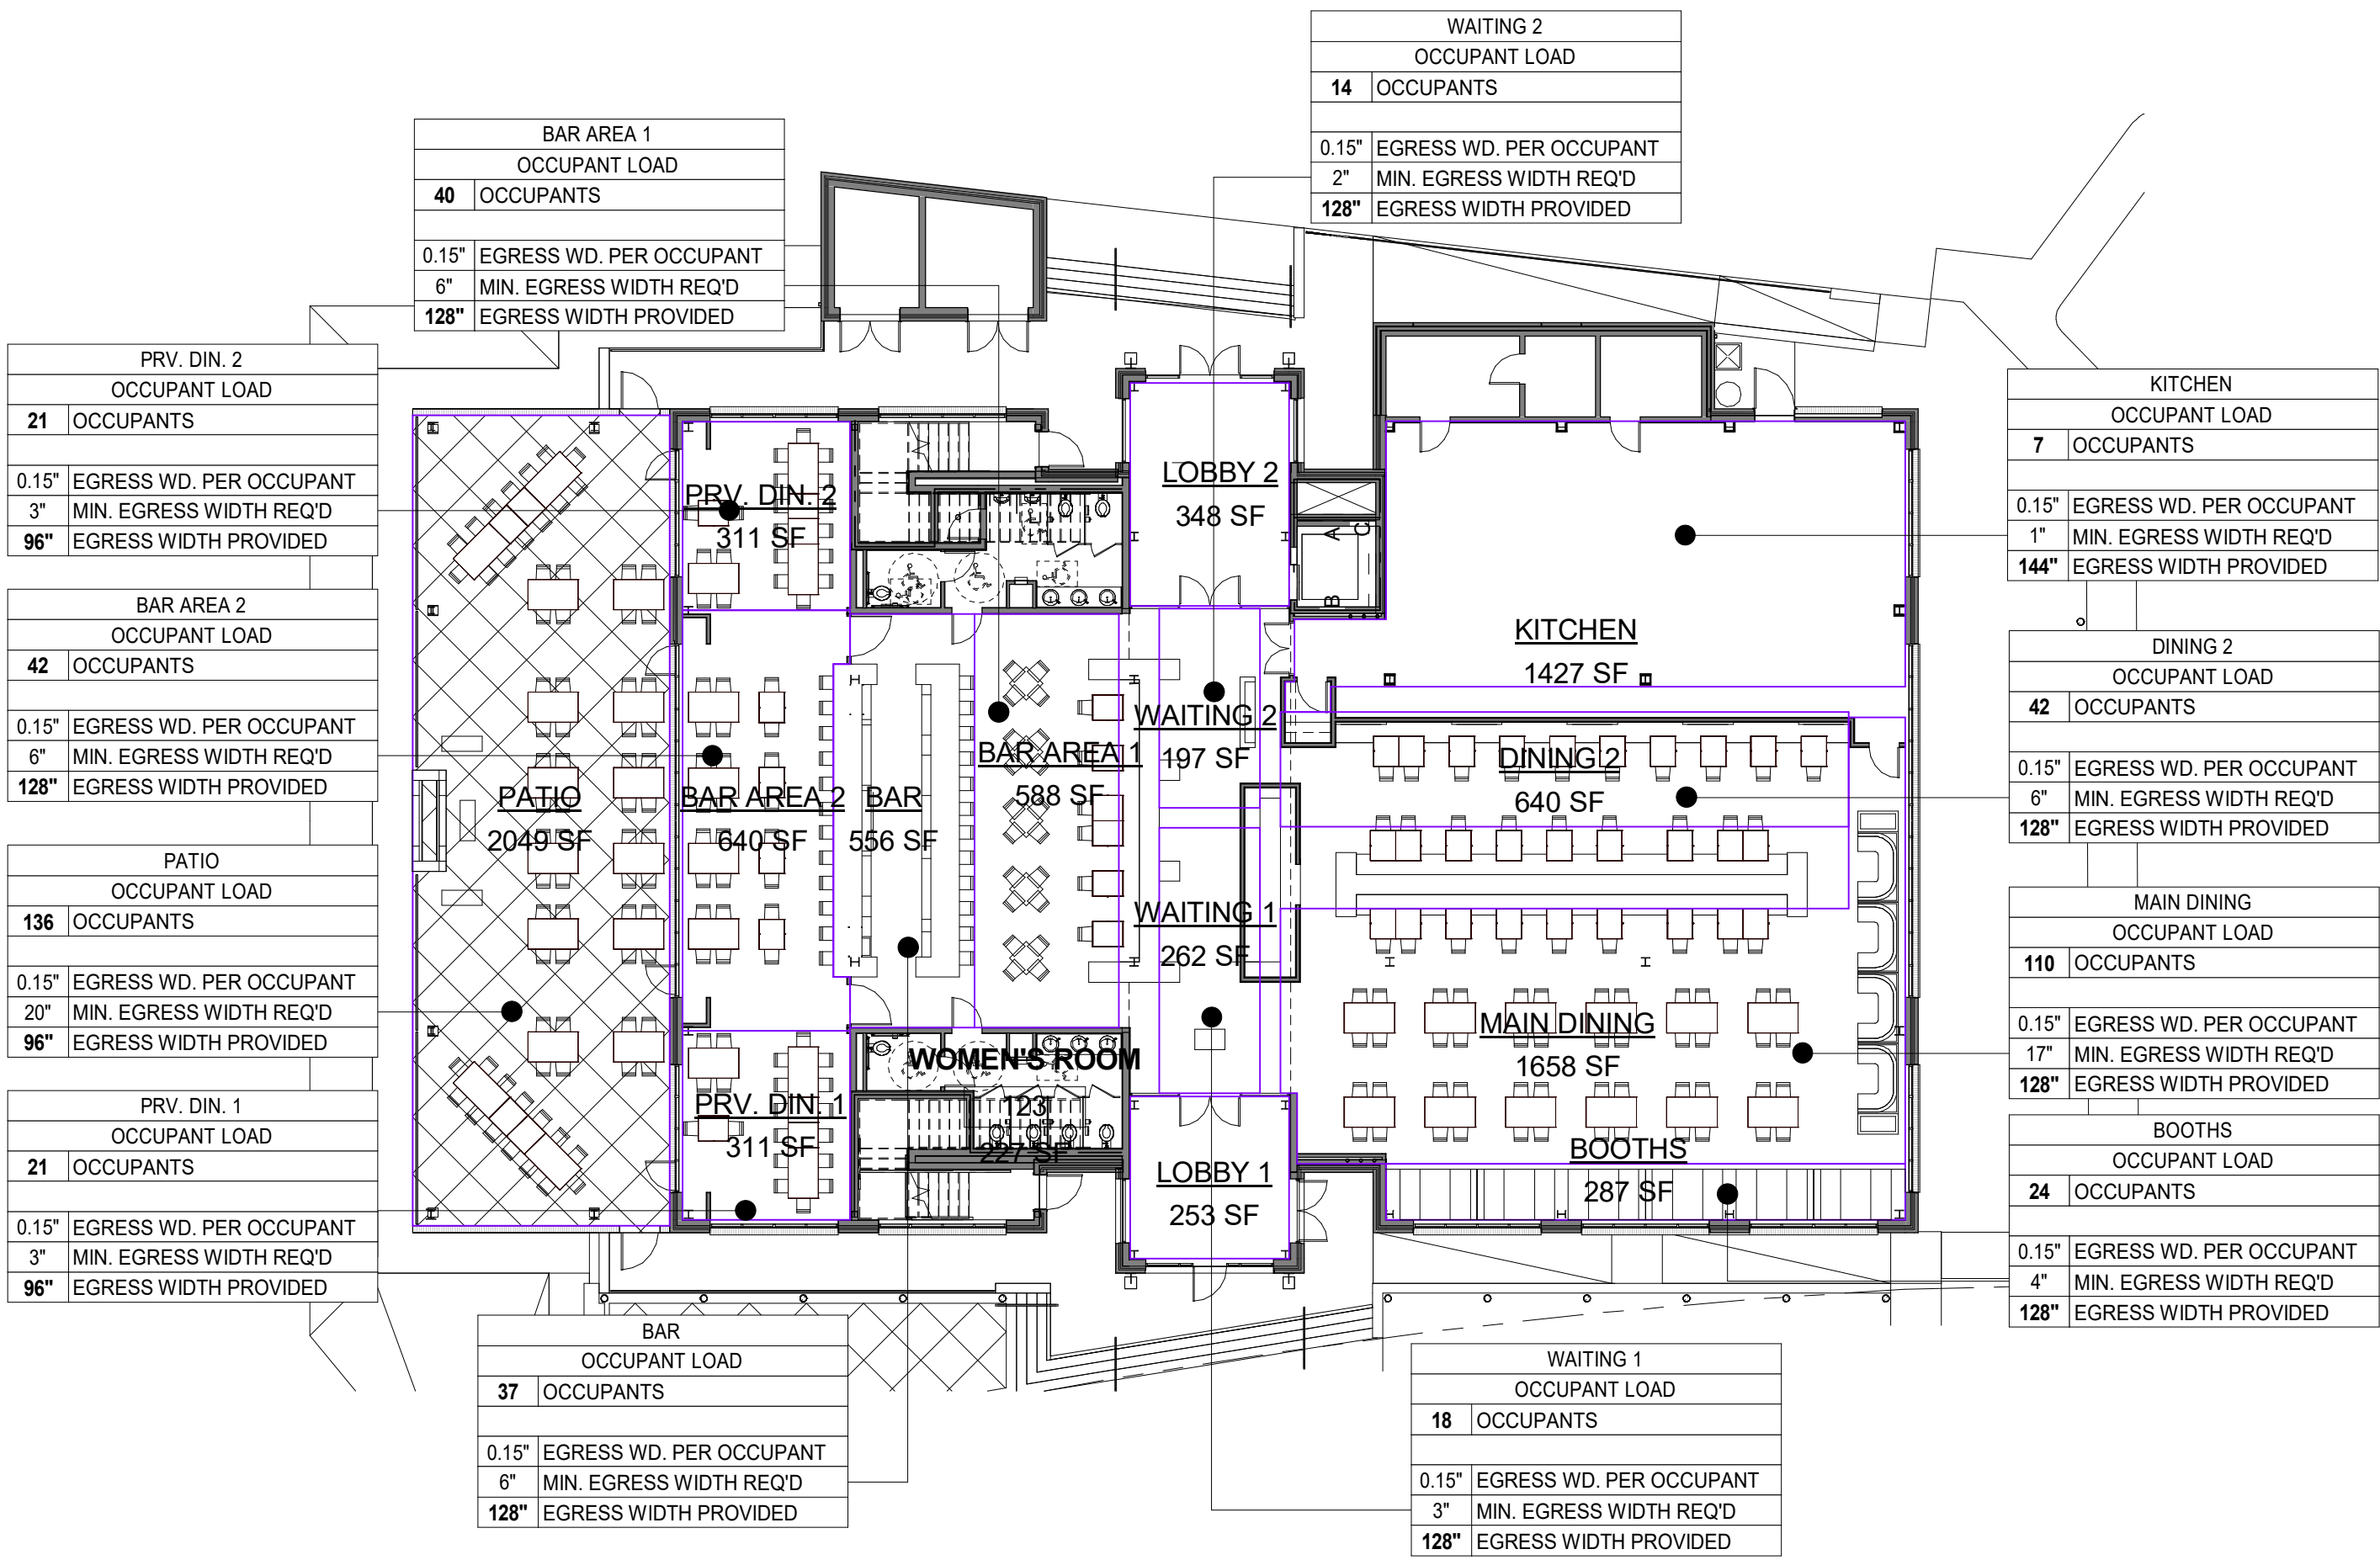 WAITING 2
OCCUPANT LOAD
14 OCCUPANTS
0.15" EGRESS WD. PER OCCUPANT
2" MIN. EGRESS WIDTH REQ'D
128" EGRESS WIDTH PROVIDED
BAR AREA 1
OCCUPANT LOAD
40 OCCUPANTS
0.15" EGRESS WD. PER OCCUPANT
6" MIN. EGRESS WIDTH REQ'D
128" EGRESS WIDTH PROVIDED
PRV. DIN. 2
OCCUPANT LOAD
21 OCCUPANTS
0.15" EGRESS WD. PER OCCUPANT
3" MIN. EGRESS WIDTH REQ'D
96" EGRESS WIDTH PROVIDED
BAR AREA 2
OCCUPANT LOAD
42 OCCUPANTS
0.15" EGRESS WD. PER OCCUPANT
6" MIN. EGRESS WIDTH REQ'D
128" EGRESS WIDTH PROVIDED
PATIO
OCCUPANT LOAD
136 OCCUPANTS
0.15" EGRESS WD. PER OCCUPANT
20" MIN. EGRESS WIDTH REQ'D
96" EGRESS WIDTH PROVIDED
PRV. DIN. 1
OCCUPANT LOAD
21 OCCUPANTS
0.15" EGRESS WD. PER OCCUPANT
3" MIN. EGRESS WIDTH REQ'D
96" EGRESS WIDTH PROVIDED
PRV. DIN. 2
311 SF
LOBBY 2
348 SF
A
C
B
KITCHEN
1427 SF
WAITING 2
197 SF
BAR AREA 1
588 SF
DINING 2
640 SF
PATIO
2049 SF
BAR AREA 2
640 SF
BAR
556 SF
WAITING 1
262 SF
MAIN DINING
1658 SF
WOMEN'S ROOM
123
227 SF
PRV. DIN. 1
311 SF
LOBBY 1
253 SF
BOOTHS
287 SF
KITCHEN
OCCUPANT LOAD
7 OCCUPANTS
0.15" EGRESS WD. PER OCCUPANT
1" MIN. EGRESS WIDTH REQ'D
144" EGRESS WIDTH PROVIDED
DINING 2
OCCUPANT LOAD
42 OCCUPANTS
0.15" EGRESS WD. PER OCCUPANT
6" MIN. EGRESS WIDTH REQ'D
128" EGRESS WIDTH PROVIDED
MAIN DINING
OCCUPANT LOAD
110 OCCUPANTS
0.15" EGRESS WD. PER OCCUPANT
17" MIN. EGRESS WIDTH REQ'D
128" EGRESS WIDTH PROVIDED
BOOTHS
OCCUPANT LOAD
24 OCCUPANTS
0.15" EGRESS WD. PER OCCUPANT
4" MIN. EGRESS WIDTH REQ'D
128" EGRESS WIDTH PROVIDED
BAR
OCCUPANT LOAD
37 OCCUPANTS
0.15" EGRESS WD. PER OCCUPANT
6" MIN. EGRESS WIDTH REQ'D
128" EGRESS WIDTH PROVIDED
WAITING 1
OCCUPANT LOAD
18 OCCUPANTS
0.15" EGRESS WD. PER OCCUPANT
3" MIN. EGRESS WIDTH REQ'D
128" EGRESS WIDTH PROVIDED